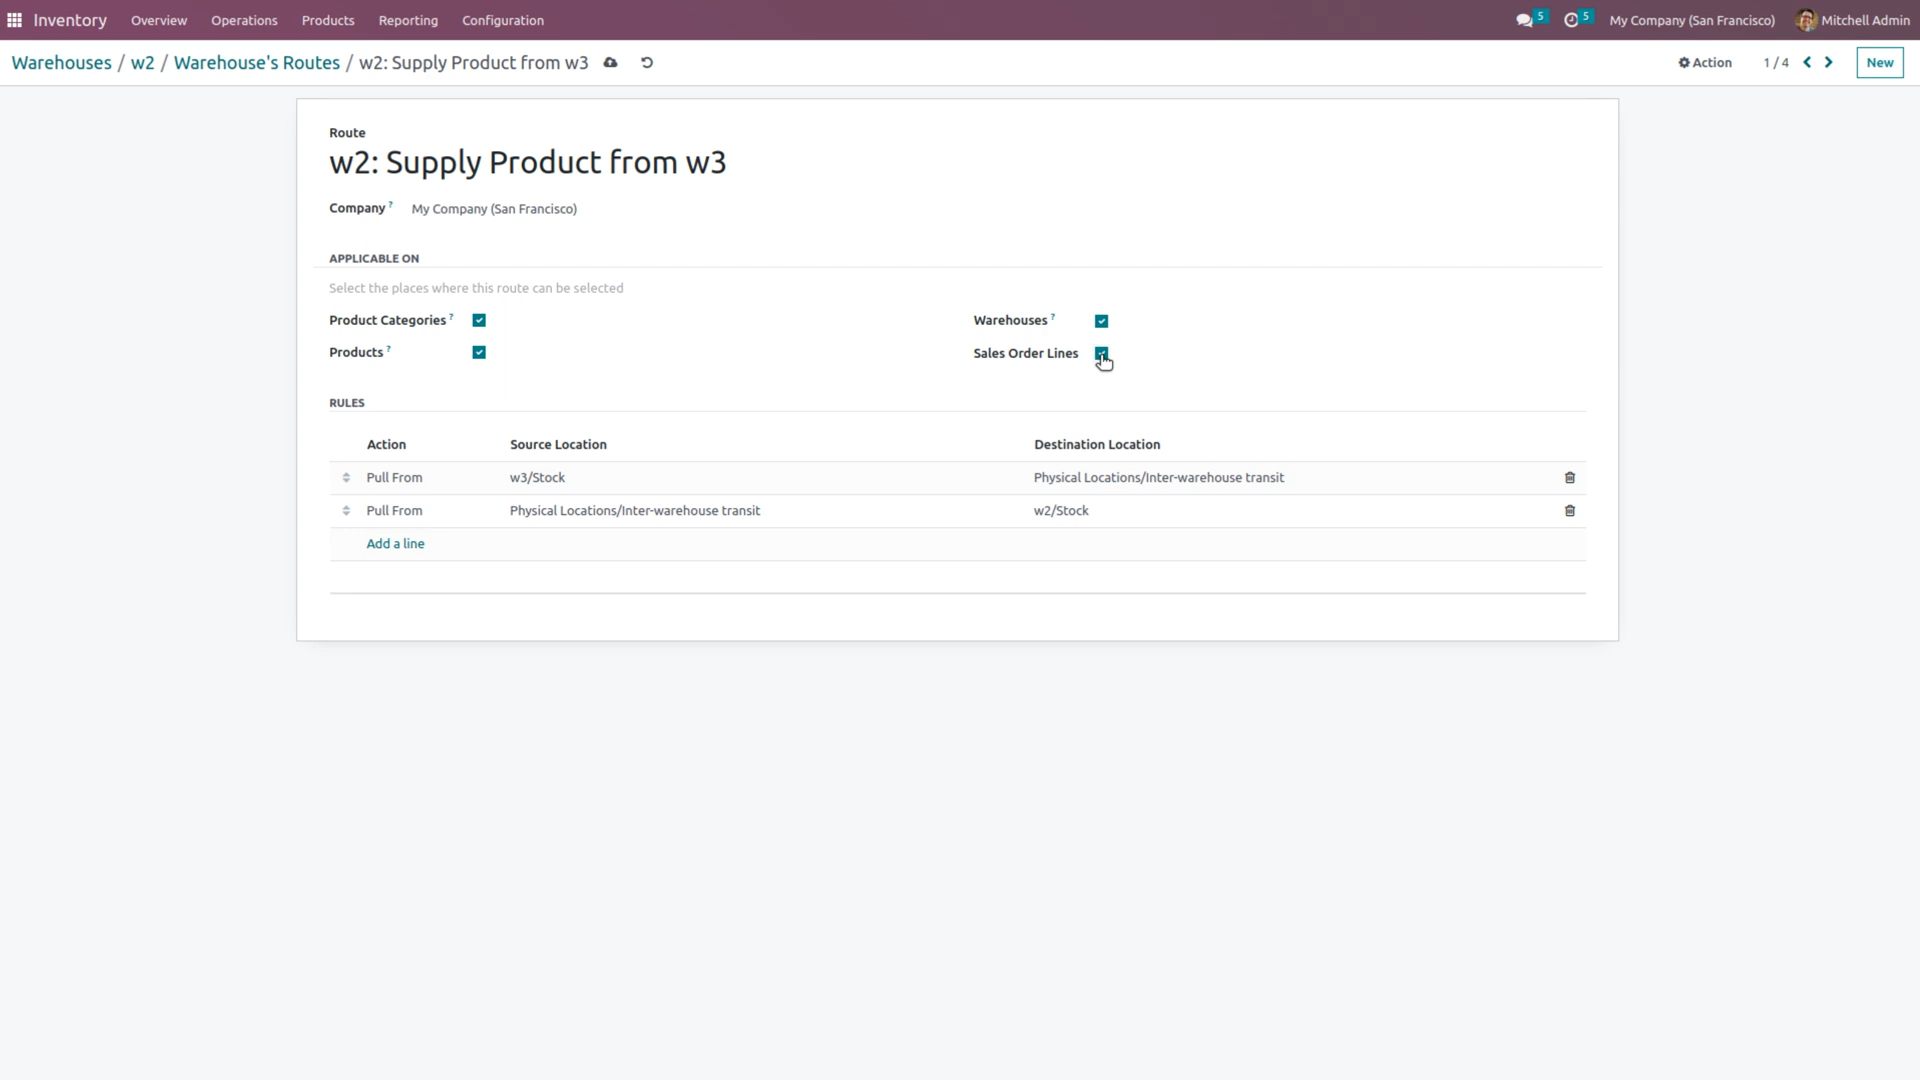 Inventory Overview Operations Products Reporting Configuration 5 5 My Company (San Francisco) Mitchell Admin
Warehouses / w2 / Warehouse's Routes / w2: Supply Product from w3 Action 1 / 4 New
Route
w2: Supply Product from w3
Company ? My Company (San Francisco)
APPLICABLE ON
Select the places where this route can be selected
Product Categories ? Warehouses ?
Products ? Sales Order Lines
RULES
Action Source Location Destination Location
Pull From w3/Stock Physical Locations/Inter-warehouse transit
Pull From Physical Locations/Inter-warehouse transit w2/Stock
Add a line